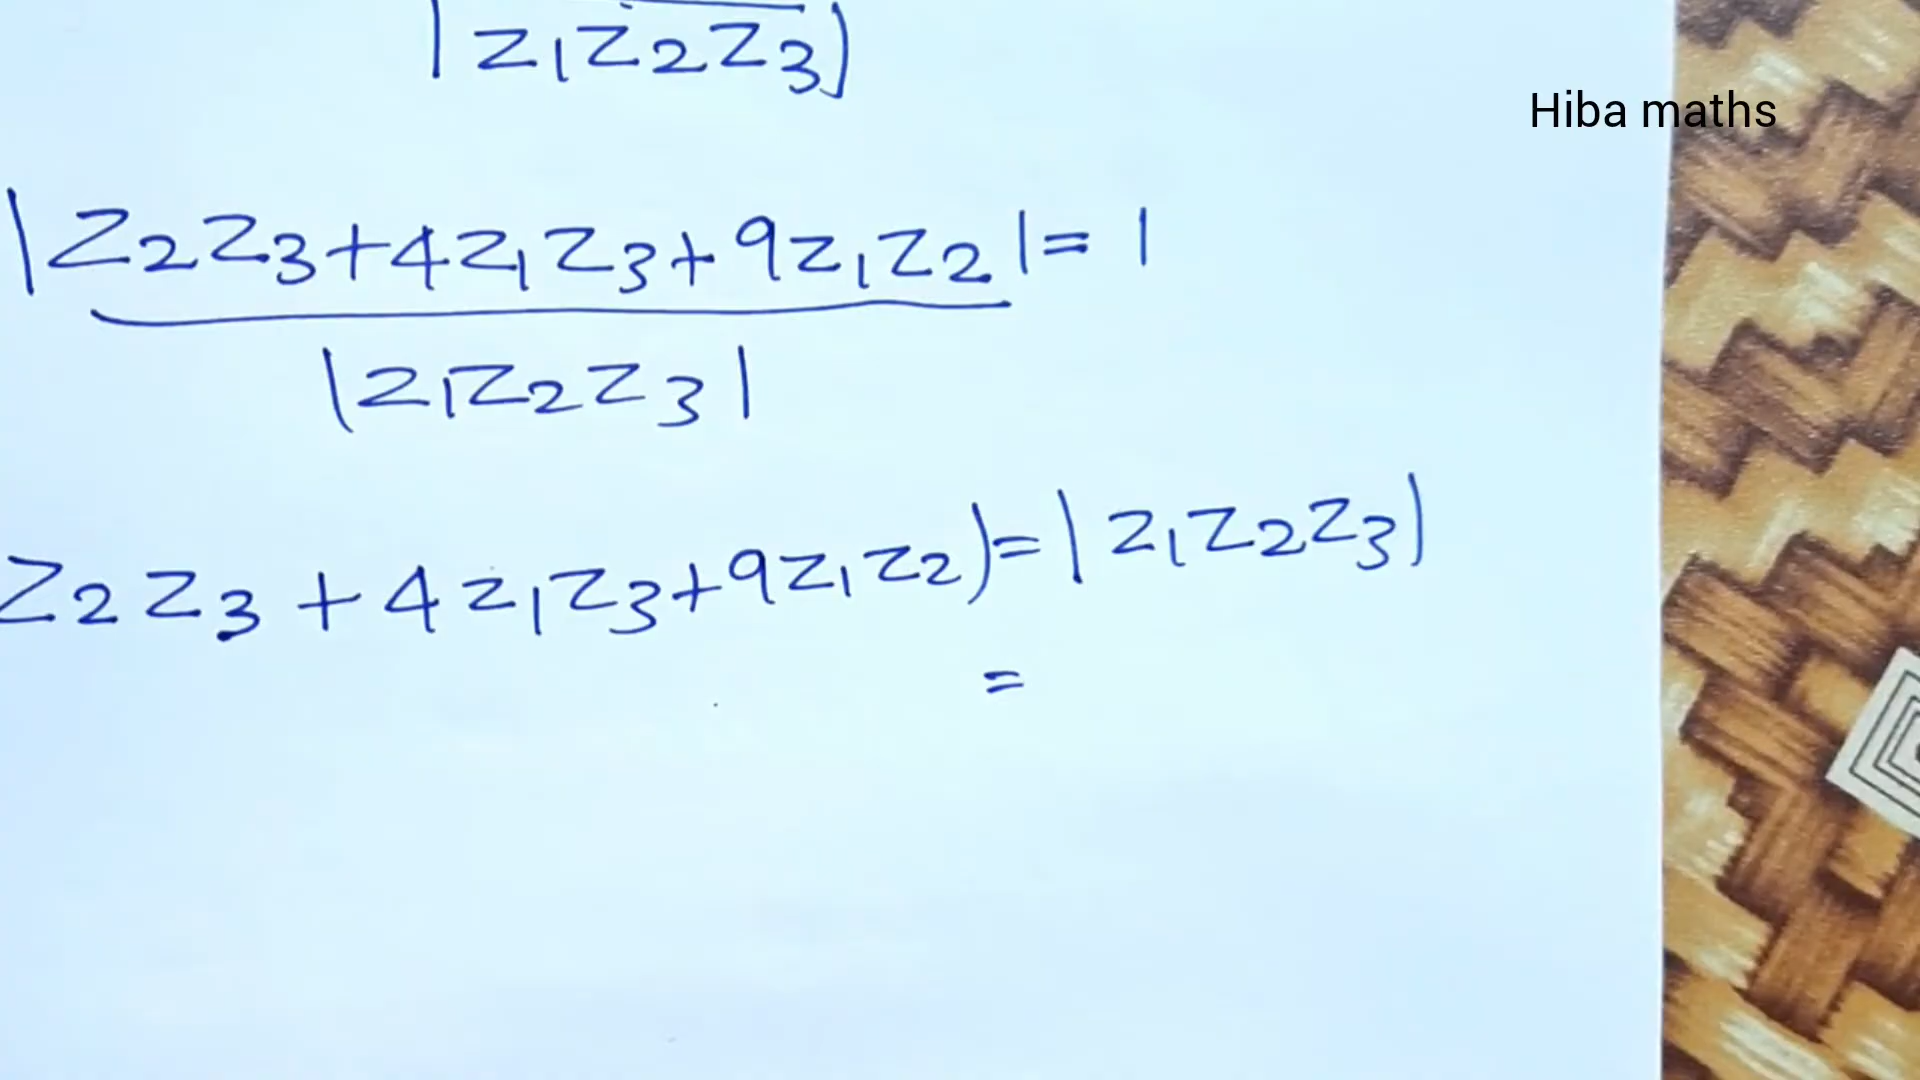 |z₁z₂z₃|
Hiba maths
|z₂z₃+4z₁z₃+9z₁z₂|= 1
|z₁z₂z₃|
z₂z₃+4z₁z₃+9z₁z₂|=|z₁z₂z₃|
=